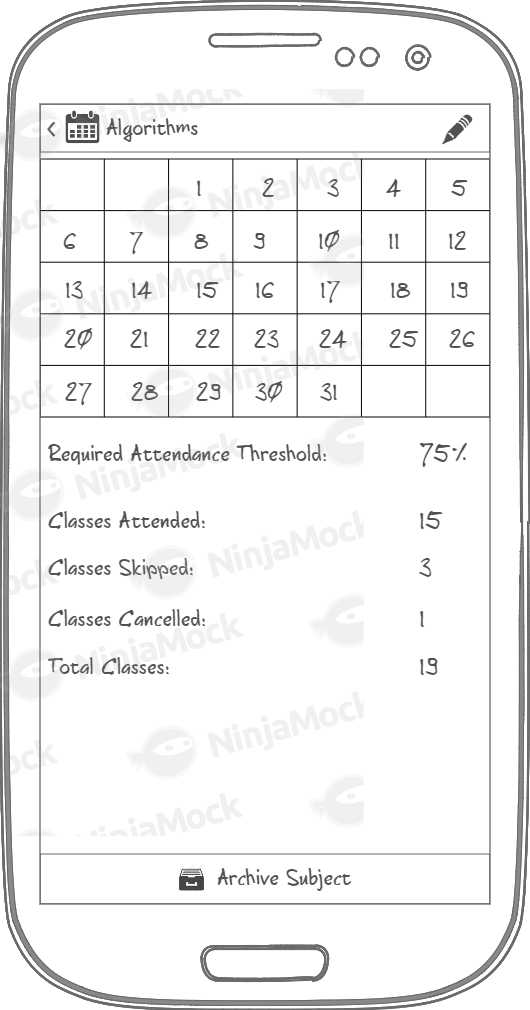 Algorithms
1 2 3 4 5
6 7 8 9 10 11 12
13 14 15 16 17 18 19
20 21 22 23 24 25 26
27 28 29 30 31
Required Attendance Threshold: 75%
Classes Attended: 15
Classes Skipped: 3
Classes Cancelled: 1
Total Classes: 19
Archive Subject
NinjaMock